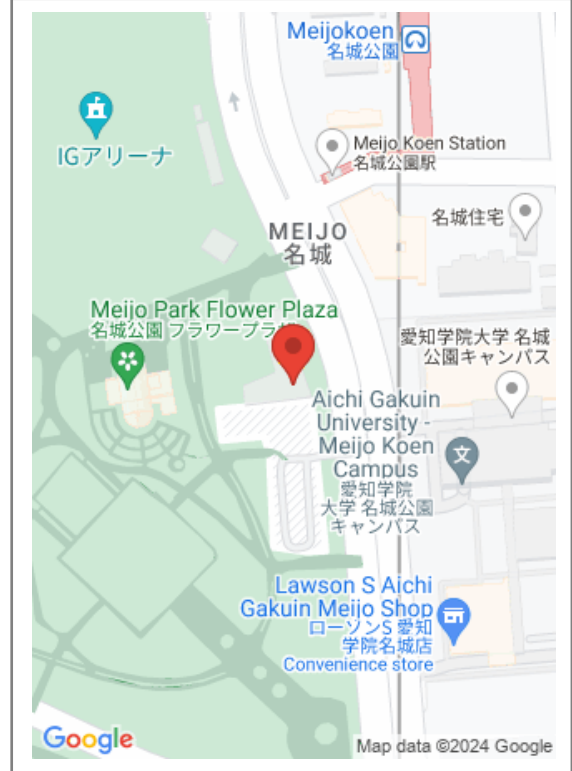 Meijokoen
名城公園
IGアリーナ
Meijo Koen Station
名城公園駅
MEIJO
名城
名城住宅
Meijo Park Flower Plaza
名城公園 フラワープラ
愛知学院大学 名城
公園キャンパス
Aichi Gakuin
University -
Meijo Koen
Campus
愛知学院
大学 名城公園
キャンパス
文
Lawson S Aichi
Gakuin Meijo Shop
ローソンS 愛知
学院名城店
Convenience store
Google
Map data ©2024 Google